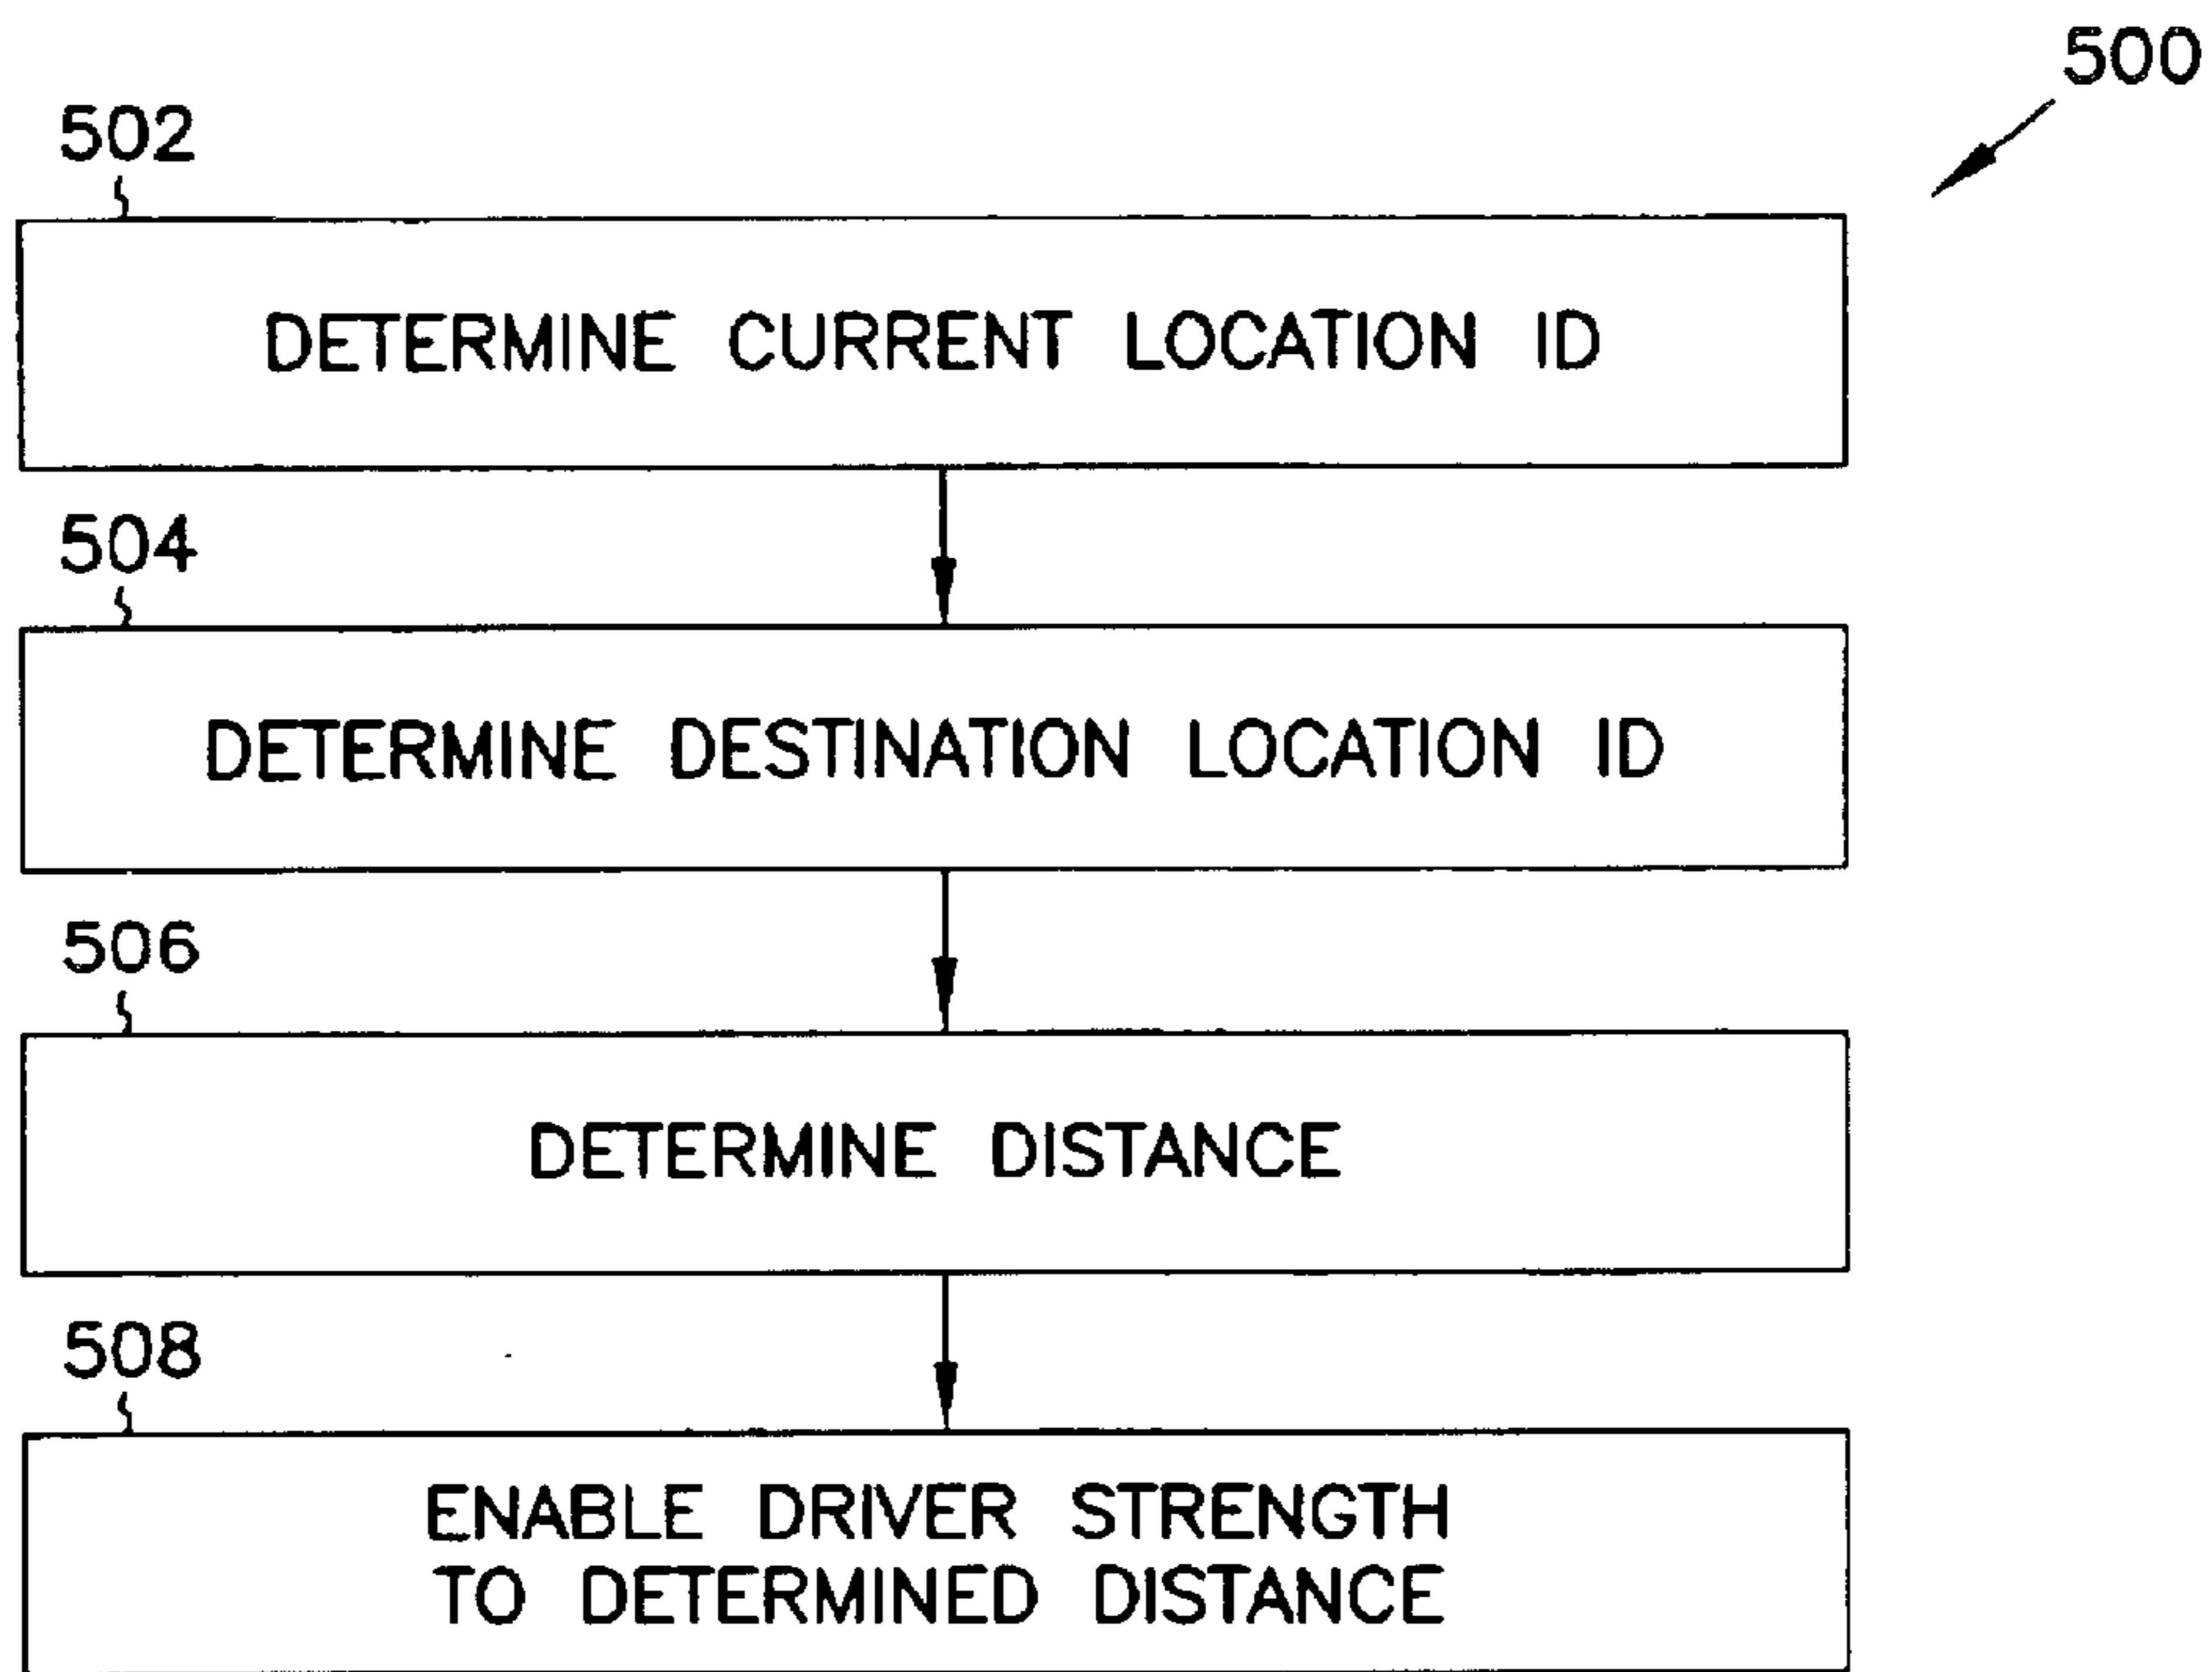 500
502
DETERMINE CURRENT LOCATION ID
504
DETERMINE DESTINATION LOCATION ID
506
DETERMINE DISTANCE
508
ENABLE DRIVER STRENGTH
TO DETERMINED DISTANCE